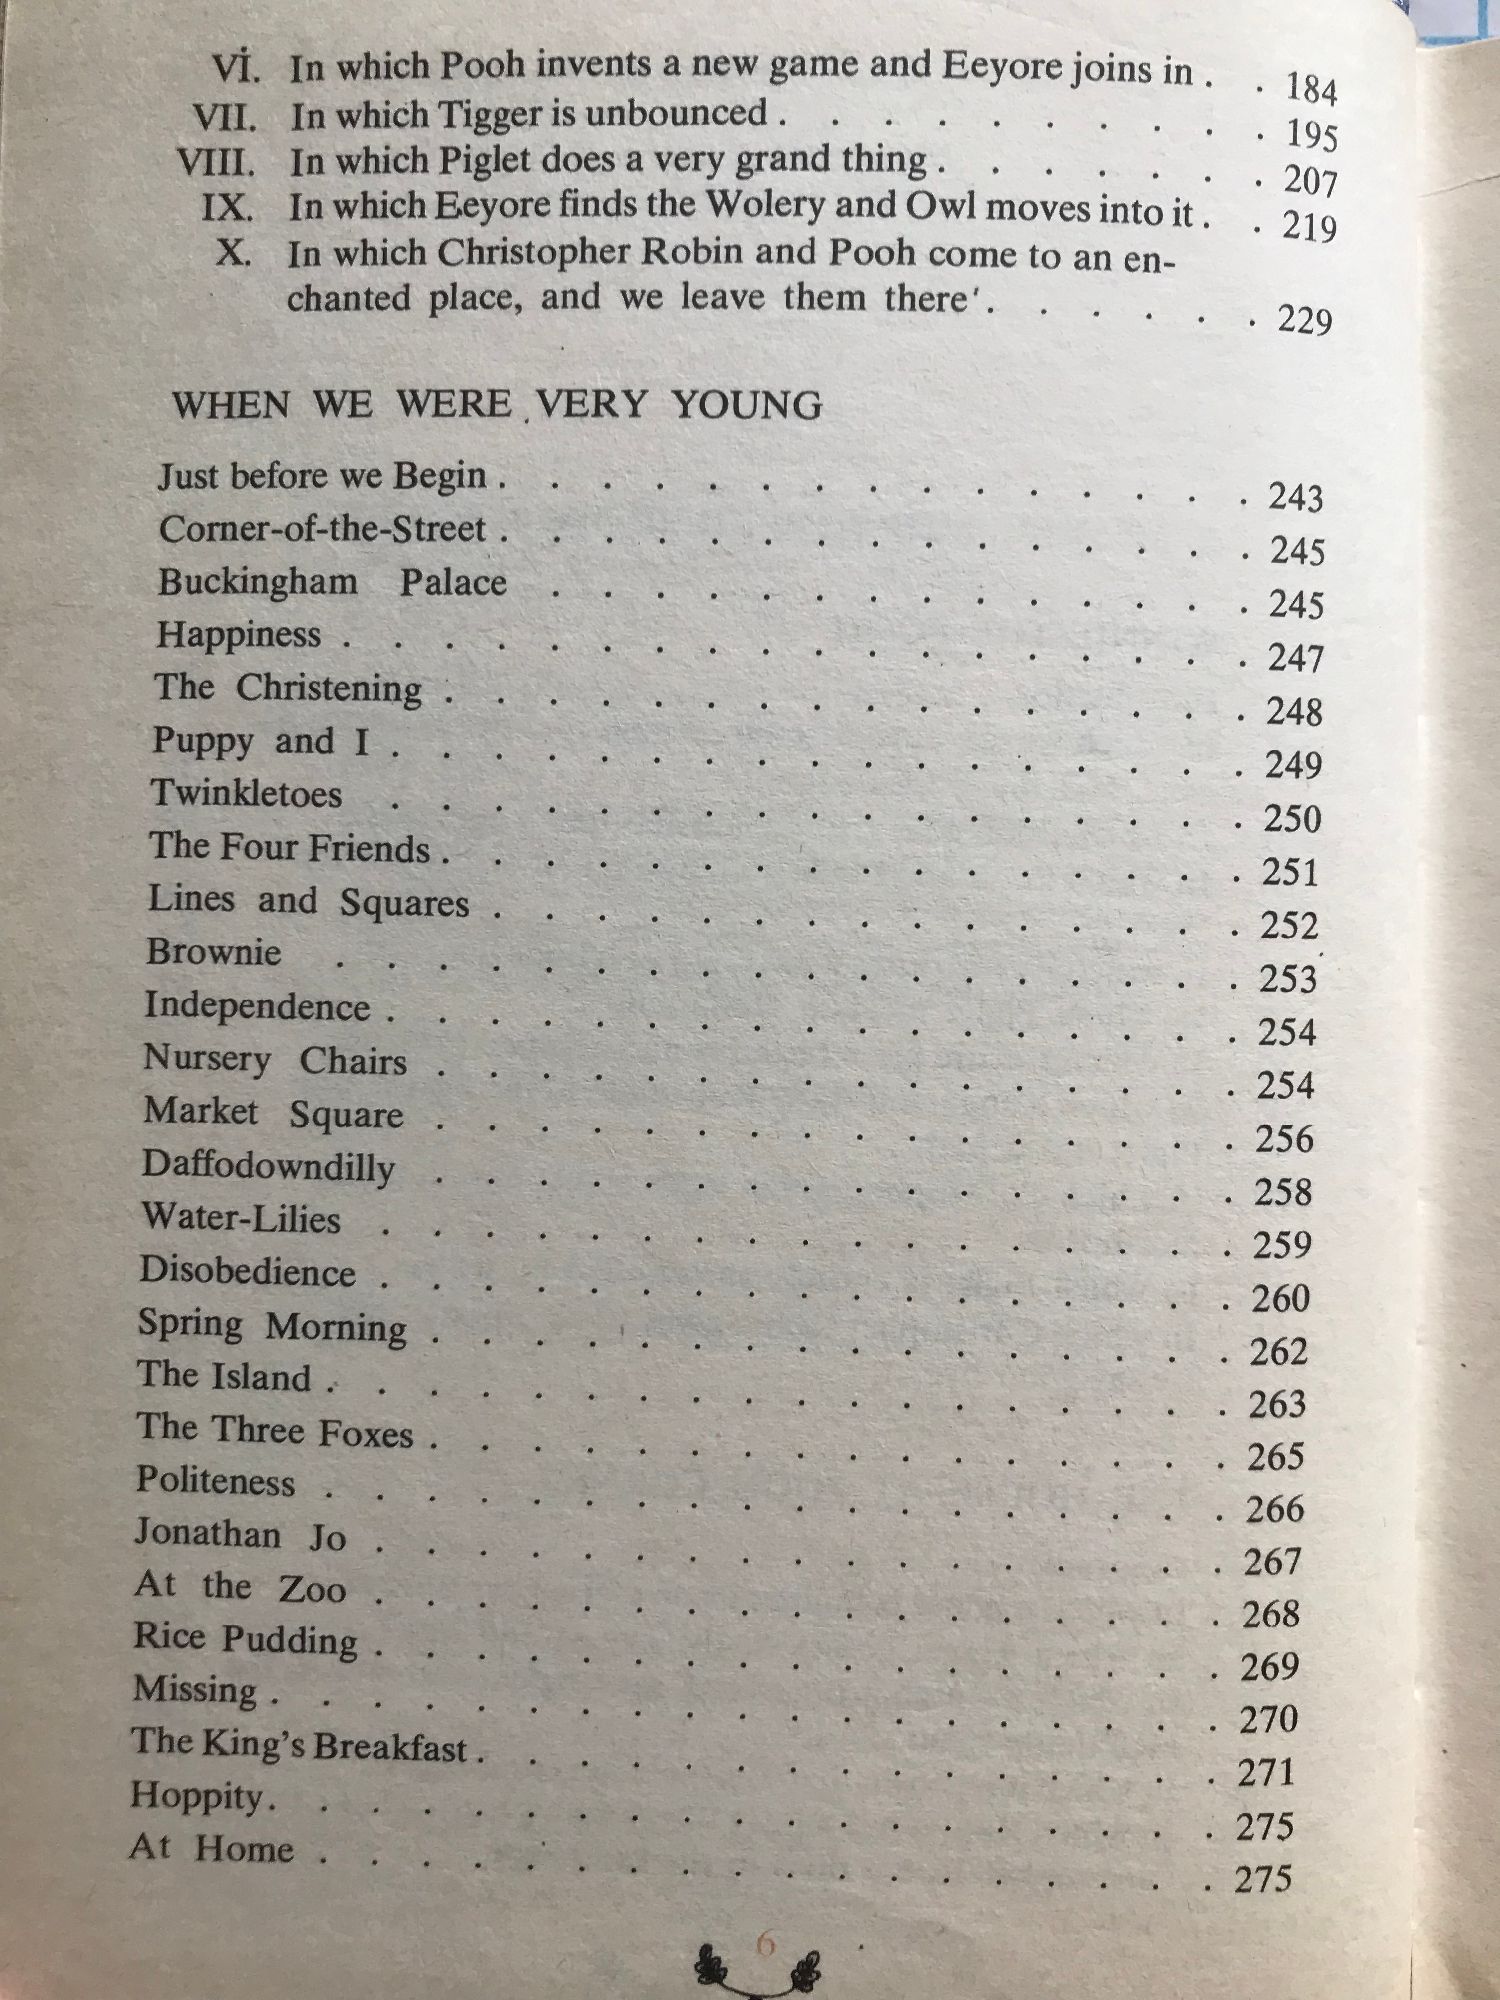 VI. In which Pooh invents a new game and Eeyore joins in . . 184
VII. In which Tigger is unbounced . . . . . . . . . . 195
VIII. In which Piglet does a very grand thing . . . . . . . 207
IX. In which Eeyore finds the Wolery and Owl moves into it . . 219
X. In which Christopher Robin and Pooh come to an en-
chanted place, and we leave them there' . . . . . . 229
WHEN WE WERE VERY YOUNG
Just before we Begin . . . . . . . . . . . . . . . 243
Corner-of-the-Street . . . . . . . . . . . . . . . 245
Buckingham Palace . . . . . . . . . . . . . . 245
Happiness . . . . . . . . . . . . . . . . . . 247
The Christening . . . . . . . . . . . . . . . . 248
Puppy and I . . . . . . . . . . . . . . . . . 249
Twinkletoes . . . . . . . . . . . . . . . . . 250
The Four Friends . . . . . . . . . . . . . . . . 251
Lines and Squares . . . . . . . . . . . . . . . 252
Brownie . . . . . . . . . . . . . . . . . . 253
Independence . . . . . . . . . . . . . . . . . 254
Nursery Chairs . . . . . . . . . . . . . . . . 254
Market Square . . . . . . . . . . . . . . . . 256
Daffodowndilly . . . . . . . . . . . . . . . . 258
Water-Lilies . . . . . . . . . . . . . . . . . 259
Disobedience . . . . . . . . . . . . . . . . . 260
Spring Morning . . . . . . . . . . . . . . . . 262
The Island . . . . . . . . . . . . . . . . . . 263
The Three Foxes . . . . . . . . . . . . . . . . 265
Politeness . . . . . . . . . . . . . . . . . . 266
Jonathan Jo . . . . . . . . . . . . . . . . . 267
At the Zoo . . . . . . . . . . . . . . . . . 268
Rice Pudding . . . . . . . . . . . . . . . . . 269
Missing . . . . . . . . . . . . . . . . . . . 270
The King's Breakfast . . . . . . . . . . . . . . . 271
Hoppity . . . . . . . . . . . . . . . . . . . 275
At Home . . . . . . . . . . . . . . . . . . 275
6